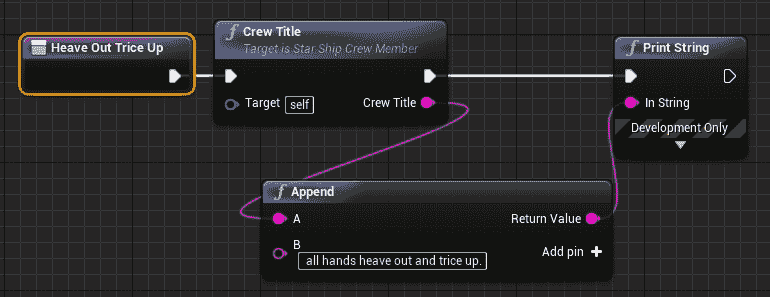 Heave Out Trice Up
f Crew Title
Target is Star Ship Crew Member
Target self
Crew Title
f Print String
In String
Development Only
f Append
A
Return Value
B
all hands heave out and trice up.
Add pin +